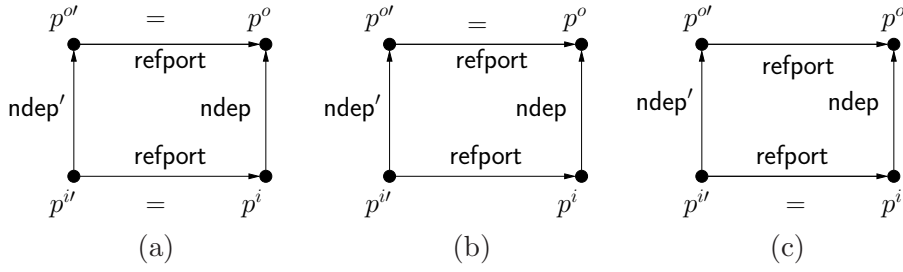 p^{o}′ = p^{o} p^{o}′ = p^{o} p^{o}′ p^{o}
refport refport refport
ndep′ ndep ndep′ ndep ndep′ ndep
refport refport refport
p^{i}′ = p^{i} p^{i}′ p^{i} p^{i}′ = p^{i}
(a) (b) (c)